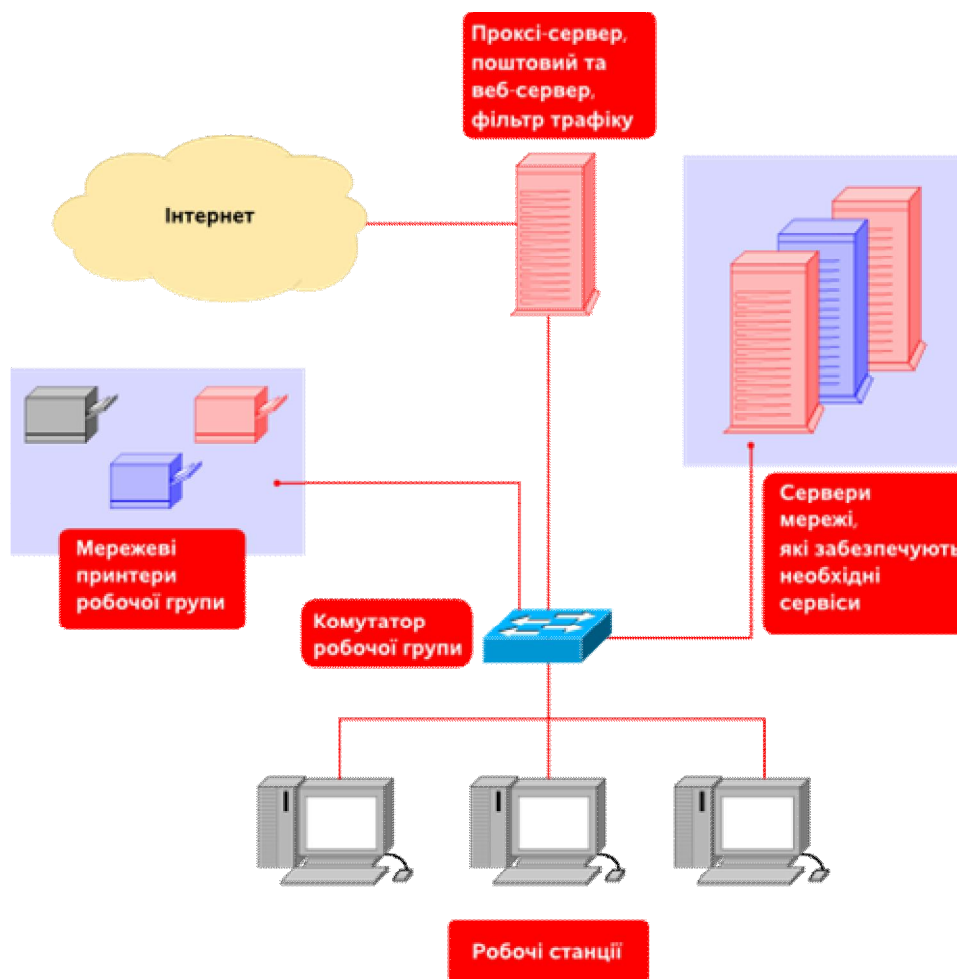 Проксі-сервер,
поштовий та
веб-сервер,
фільтр трафіку
Інтернет
Мережеві
принтери
робочої групи
Сервери
мережі,
які забезпечують
необхідні
сервіси
Комутатор
робочої групи
Робочі станції